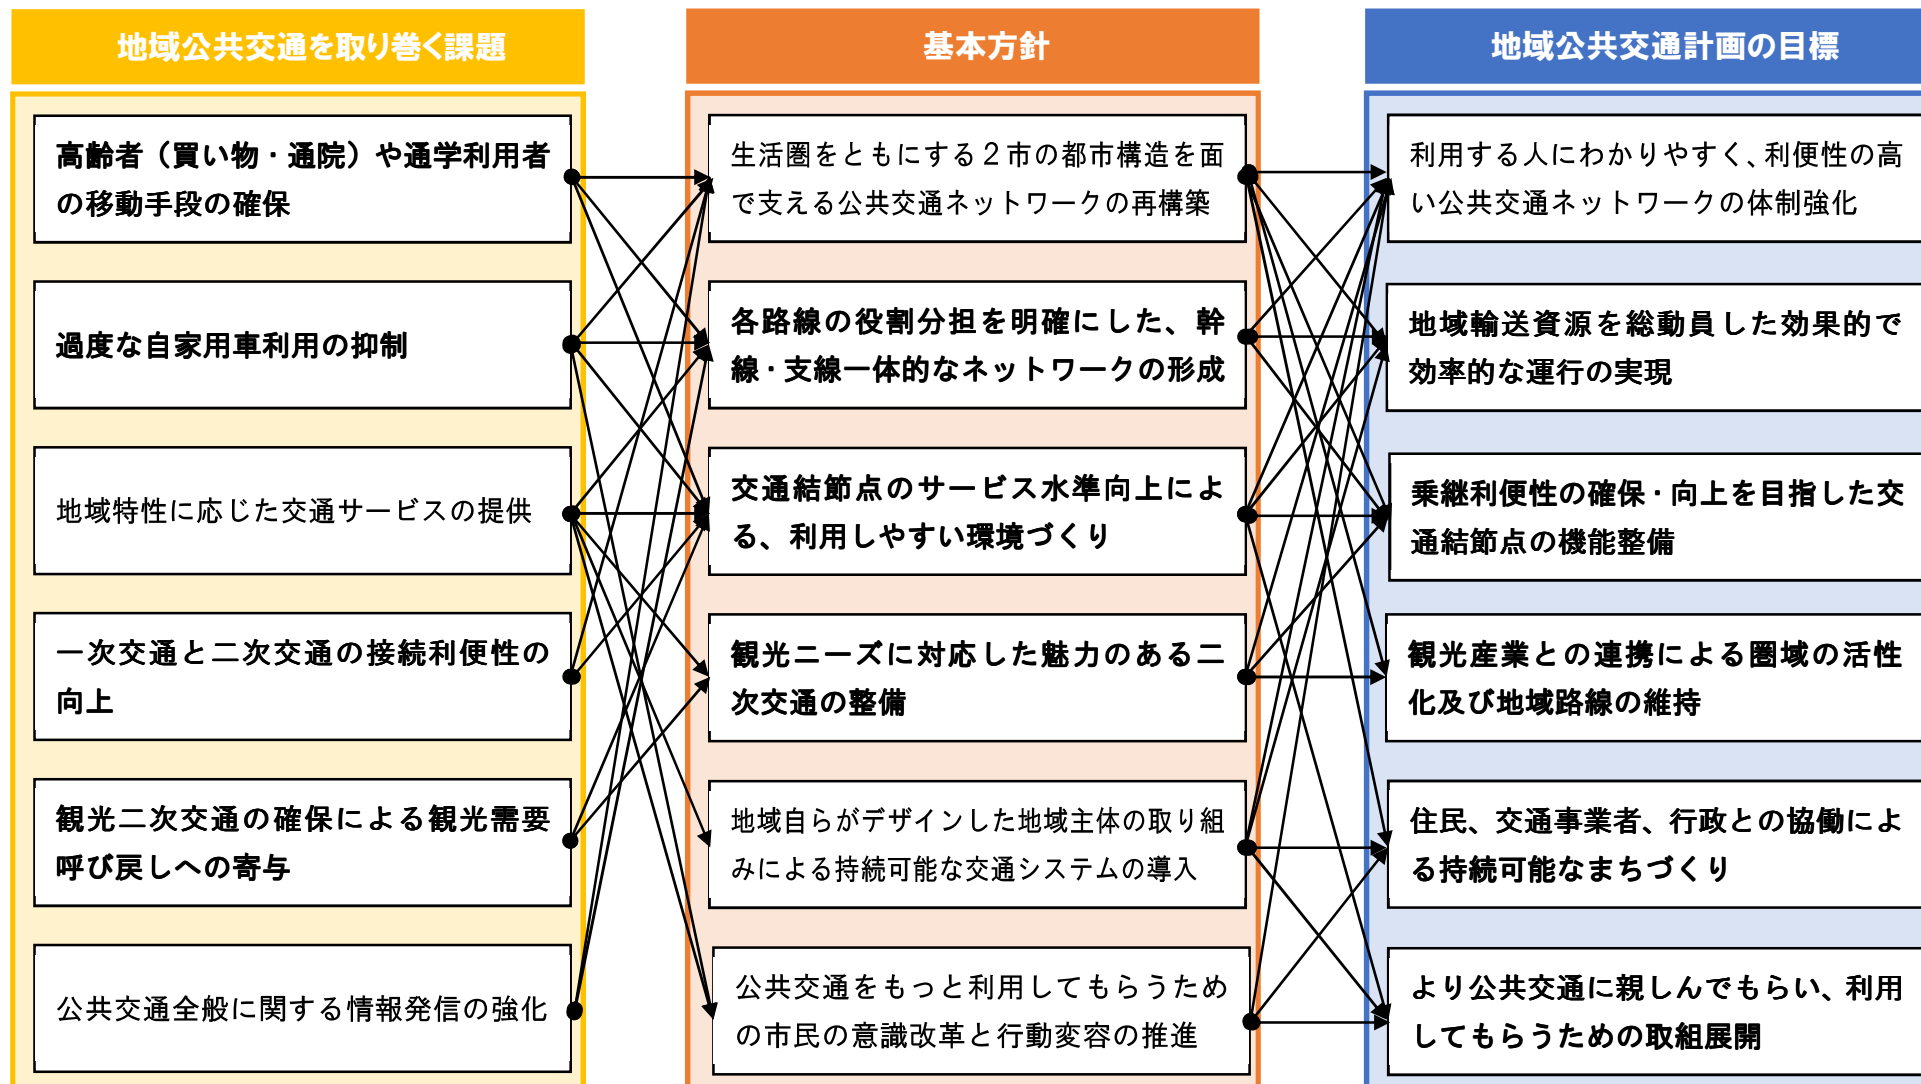 地域公共交通を取り巻く課題
高齢者（買い物・通院）や通学利用者
の移動手段の確保
過度な自家用車利用の抑制
地域特性に応じた交通サービスの提供
一次交通と二次交通の接続利便性の
向上
観光二次交通の確保による観光需要
呼び戻しへの寄与
公共交通全般に関する情報発信の強化
基本方針
生活圏をともにする２市の都市構造を面
で支える公共交通ネットワークの再構築
各路線の役割分担を明確にした、幹
線・支線一体的なネットワークの形成
交通結節点のサービス水準向上によ
る、利用しやすい環境づくり
観光ニーズに対応した魅力のある二
次交通の整備
地域自らがデザインした地域主体の取り組
みによる持続可能な交通システムの導入
公共交通をもっと利用してもらうため
の市民の意識改革と行動変容の推進
地域公共交通計画の目標
利用する人にわかりやすく、利便性の高
い公共交通ネットワークの体制強化
地域輸送資源を総動員した効果的で
効率的な運行の実現
乗継利便性の確保・向上を目指した交
通結節点の機能整備
観光産業との連携による圏域の活性
化及び地域路線の維持
住民、交通事業者、行政との協働によ
る持続可能なまちづくり
より公共交通に親しんでもらい、利用
してもらうための取組展開